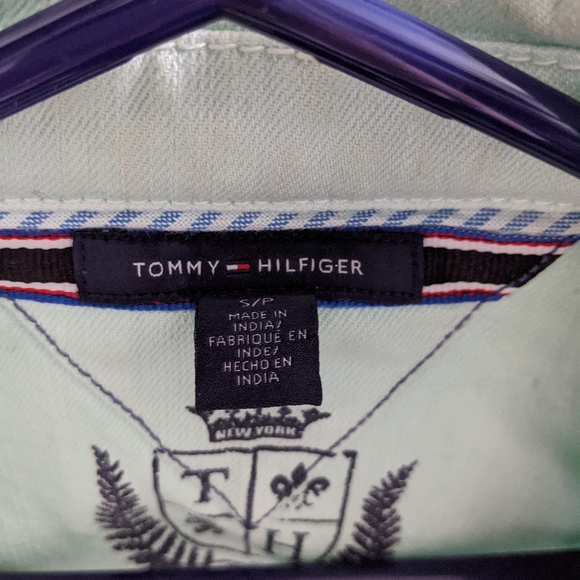 TOMMY HILFIGER
S/P
MADE IN
INDIA/
FABRIQUE EN
INDE/
HECHO EN
INDIA
NEW YORK
T
H